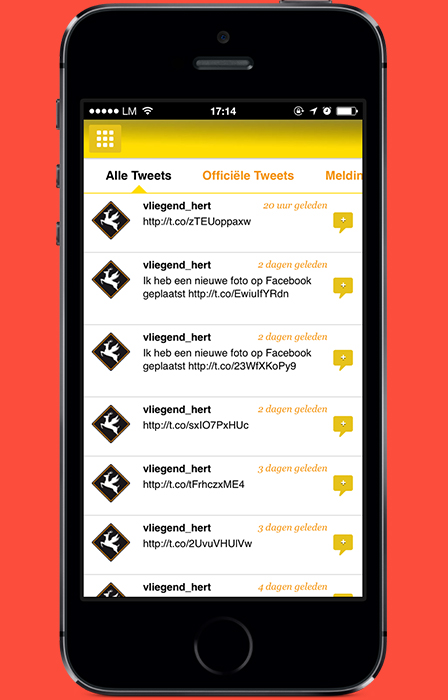 LM 17:14
Alle Tweets Officiële Tweets Meldin
vliegend_hert 20 uur geleden
http://t.co/zTEUoppaxw
vliegend_hert 2 dagen geleden
Ik heb een nieuwe foto op Facebook
geplaatst http://t.co/EwiuIfYRdn
vliegend_hert 2 dagen geleden
Ik heb een nieuwe foto op Facebook
geplaatst http://t.co/23WfXKoPy9
vliegend_hert 2 dagen geleden
http://t.co/sxIO7PxHUc
vliegend_hert 3 dagen geleden
http://t.co/tFrhczxME4
vliegend_hert 3 dagen geleden
http://t.co/2UvuVHUlVw
vliegend_hert 4 dagen geleden